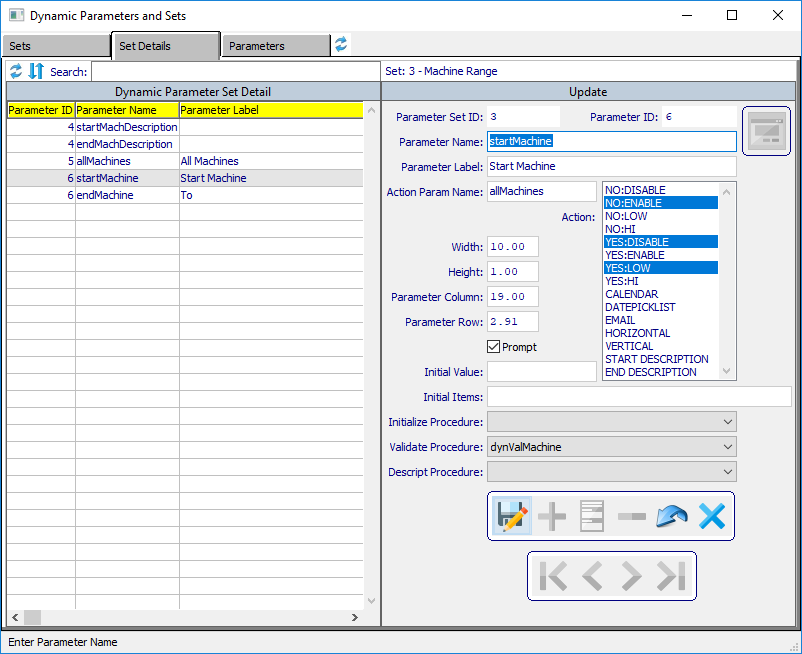 Dynamic Parameters and Sets
Sets
Set Details
Parameters
Search:
Set: 3 - Machine Range
Dynamic Parameter Set Detail
Parameter ID Parameter Name Parameter Label
4 startMachDescription
4 endMachDescription
5 allMachines All Machines
6 startMachine Start Machine
6 endMachine To
Update
Parameter Set ID: 3 Parameter ID: 6
Parameter Name: startMachine
Parameter Label: Start Machine
Action Param Name: allMachines
Action:
NO:DISABLE
NO:ENABLE
NO:LOW
NO:HI
YES:DISABLE
YES:ENABLE
YES:LOW
YES:HI
CALENDAR
DATEPICKLIST
EMAIL
HORIZONTAL
VERTICAL
START DESCRIPTION
END DESCRIPTION
Width: 10.00
Height: 1.00
Parameter Column: 19.00
Parameter Row: 2.91
Prompt
Initial Value:
Initial Items:
Initialize Procedure:
Validate Procedure: dynValMachine
Descript Procedure:
Enter Parameter Name